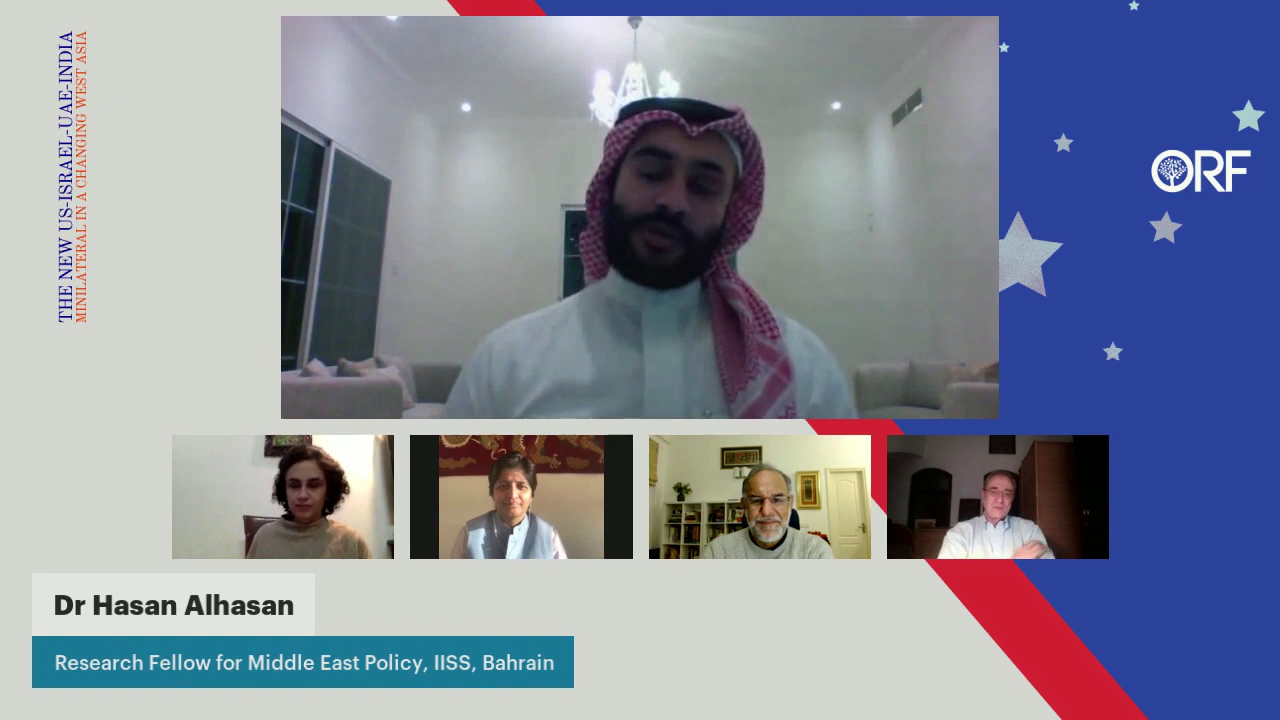 THE NEW US-ISRAEL-UAE-INDIA
MINILATERAL IN A CHANGING WEST ASIA
ORF
Dr Hasan Alhasan
Research Fellow for Middle East Policy, IISS, Bahrain